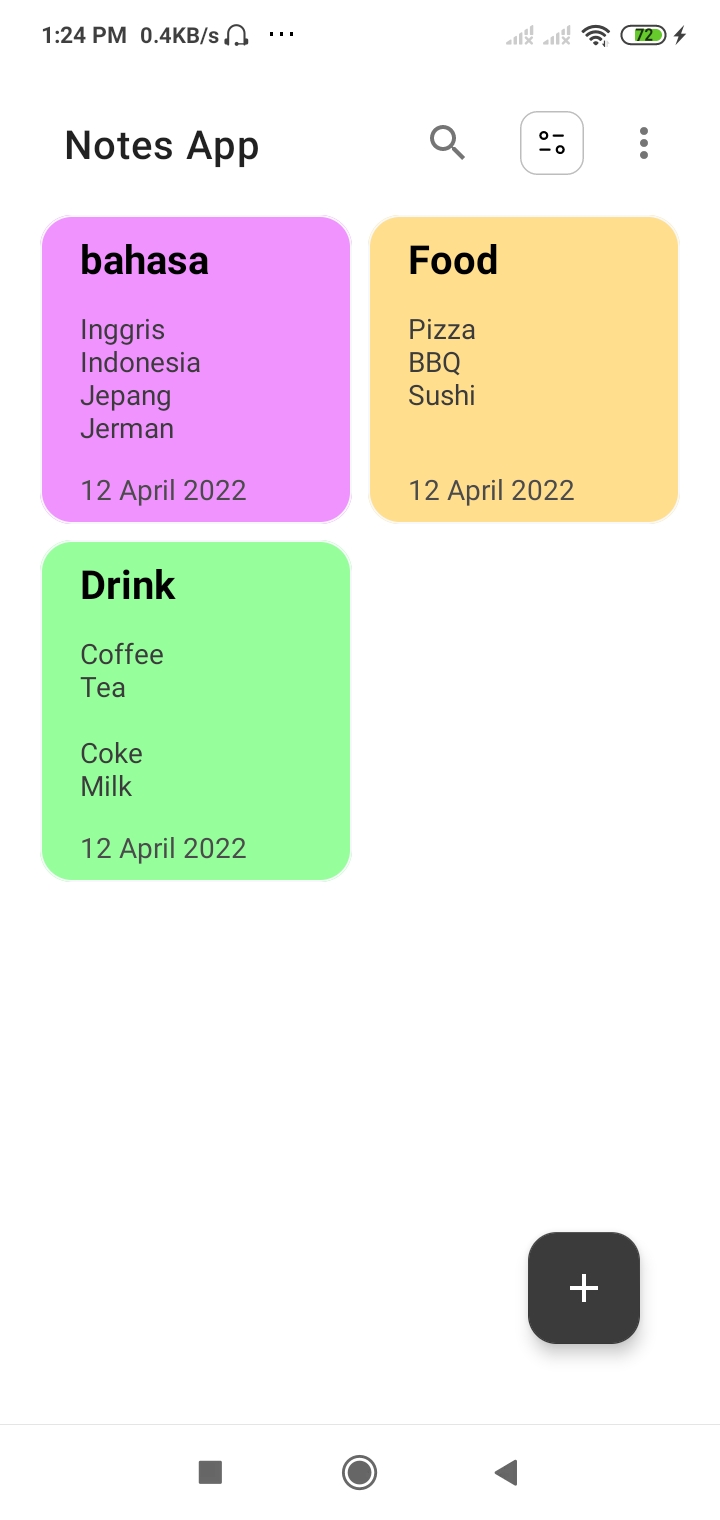 1:24 PM 0.4KB/s ... 72
Notes App
bahasa
Inggris
Indonesia
Jepang
Jerman
12 April 2022
Food
Pizza
BBQ
Sushi
12 April 2022
Drink
Coffee
Tea
Coke
Milk
12 April 2022
+